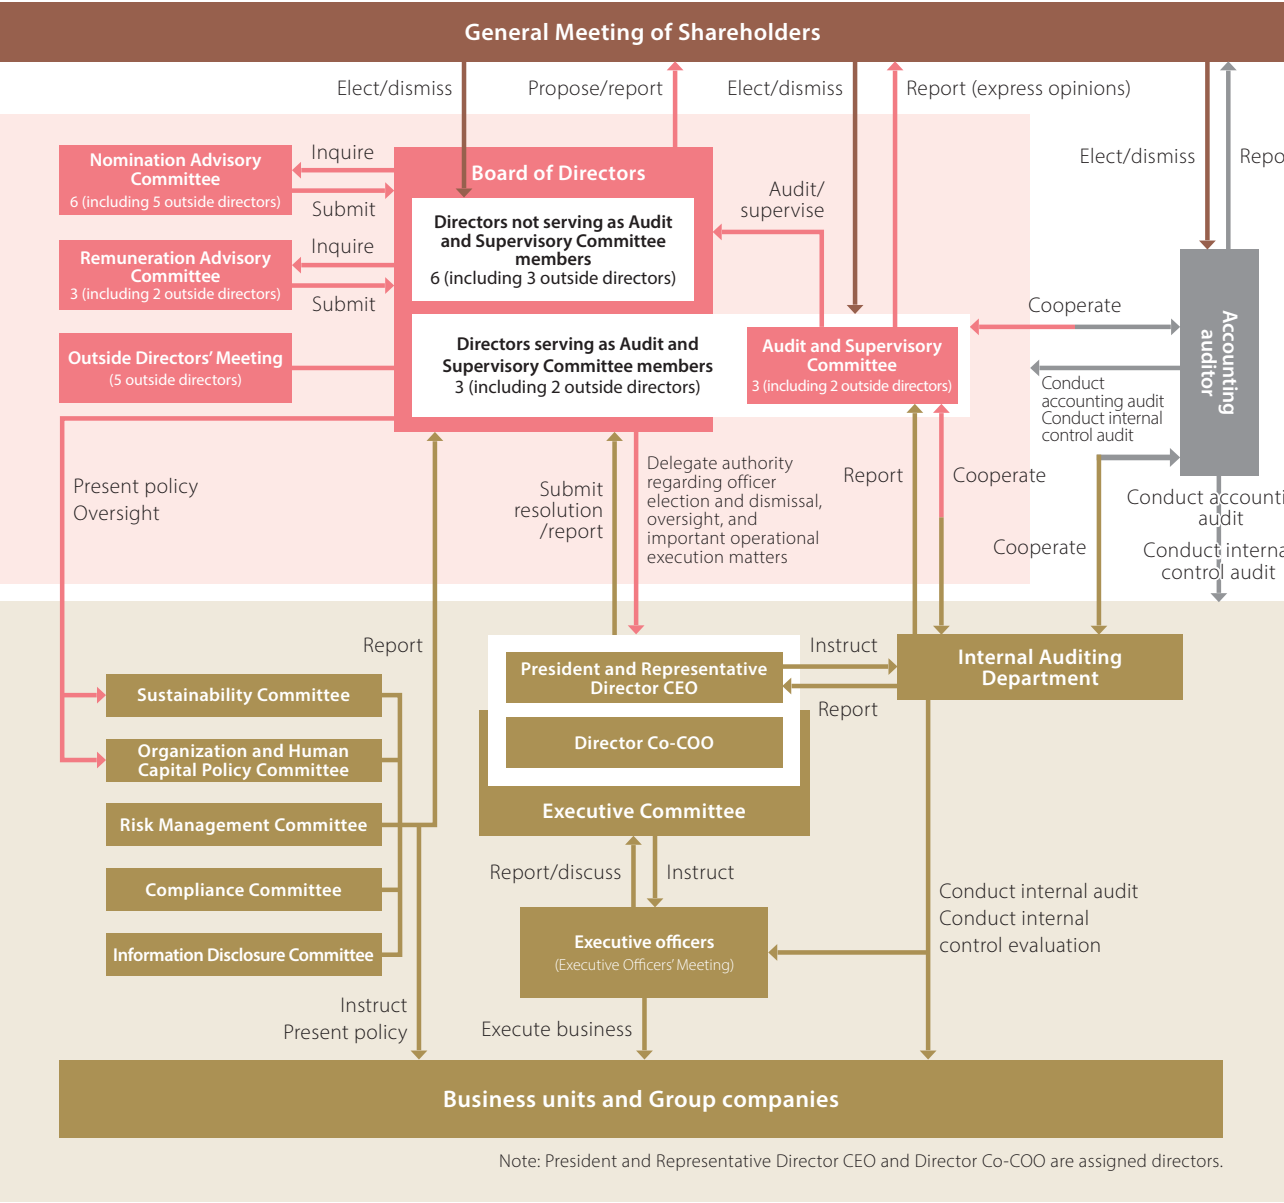 General Meeting of Shareholders
Elect/dismiss
Propose/report
Elect/dismiss
Report (express opinions)
Elect/dismiss
Repo
Nomination Advisory
Committee
6 (including 5 outside directors)
Inquire
Submit
Remuneration Advisory
Committee
3 (including 2 outside directors)
Inquire
Submit
Outside Directors' Meeting
(5 outside directors)
Board of Directors
Directors not serving as Audit
and Supervisory Committee
members
6 (including 3 outside directors)
Audit/
supervise
Directors serving as Audit and
Supervisory Committee members
3 (including 2 outside directors)
Audit and Supervisory
Committee
3 (including 2 outside directors)
Cooperate
Accounting
auditor
Conduct
accounting audit
Conduct internal
control audit
Present policy
Oversight
Submit
resolution
/report
Delegate authority
regarding officer
election and dismissal,
oversight, and
important operational
execution matters
Report
Cooperate
Cooperate
Conduct accounti
audit
Conduct interna
control audit
Report
Sustainability Committee
Organization and Human
Capital Policy Committee
Risk Management Committee
Compliance Committee
Information Disclosure Committee
President and Representative
Director CEO
Director Co-COO
Executive Committee
Instruct
Report
Internal Auditing
Department
Report/discuss
Instruct
Executive officers
(Executive Officers' Meeting)
Conduct internal audit
Conduct internal
control evaluation
Instruct
Present policy
Execute business
Business units and Group companies
Note: President and Representative Director CEO and Director Co-COO are assigned directors.